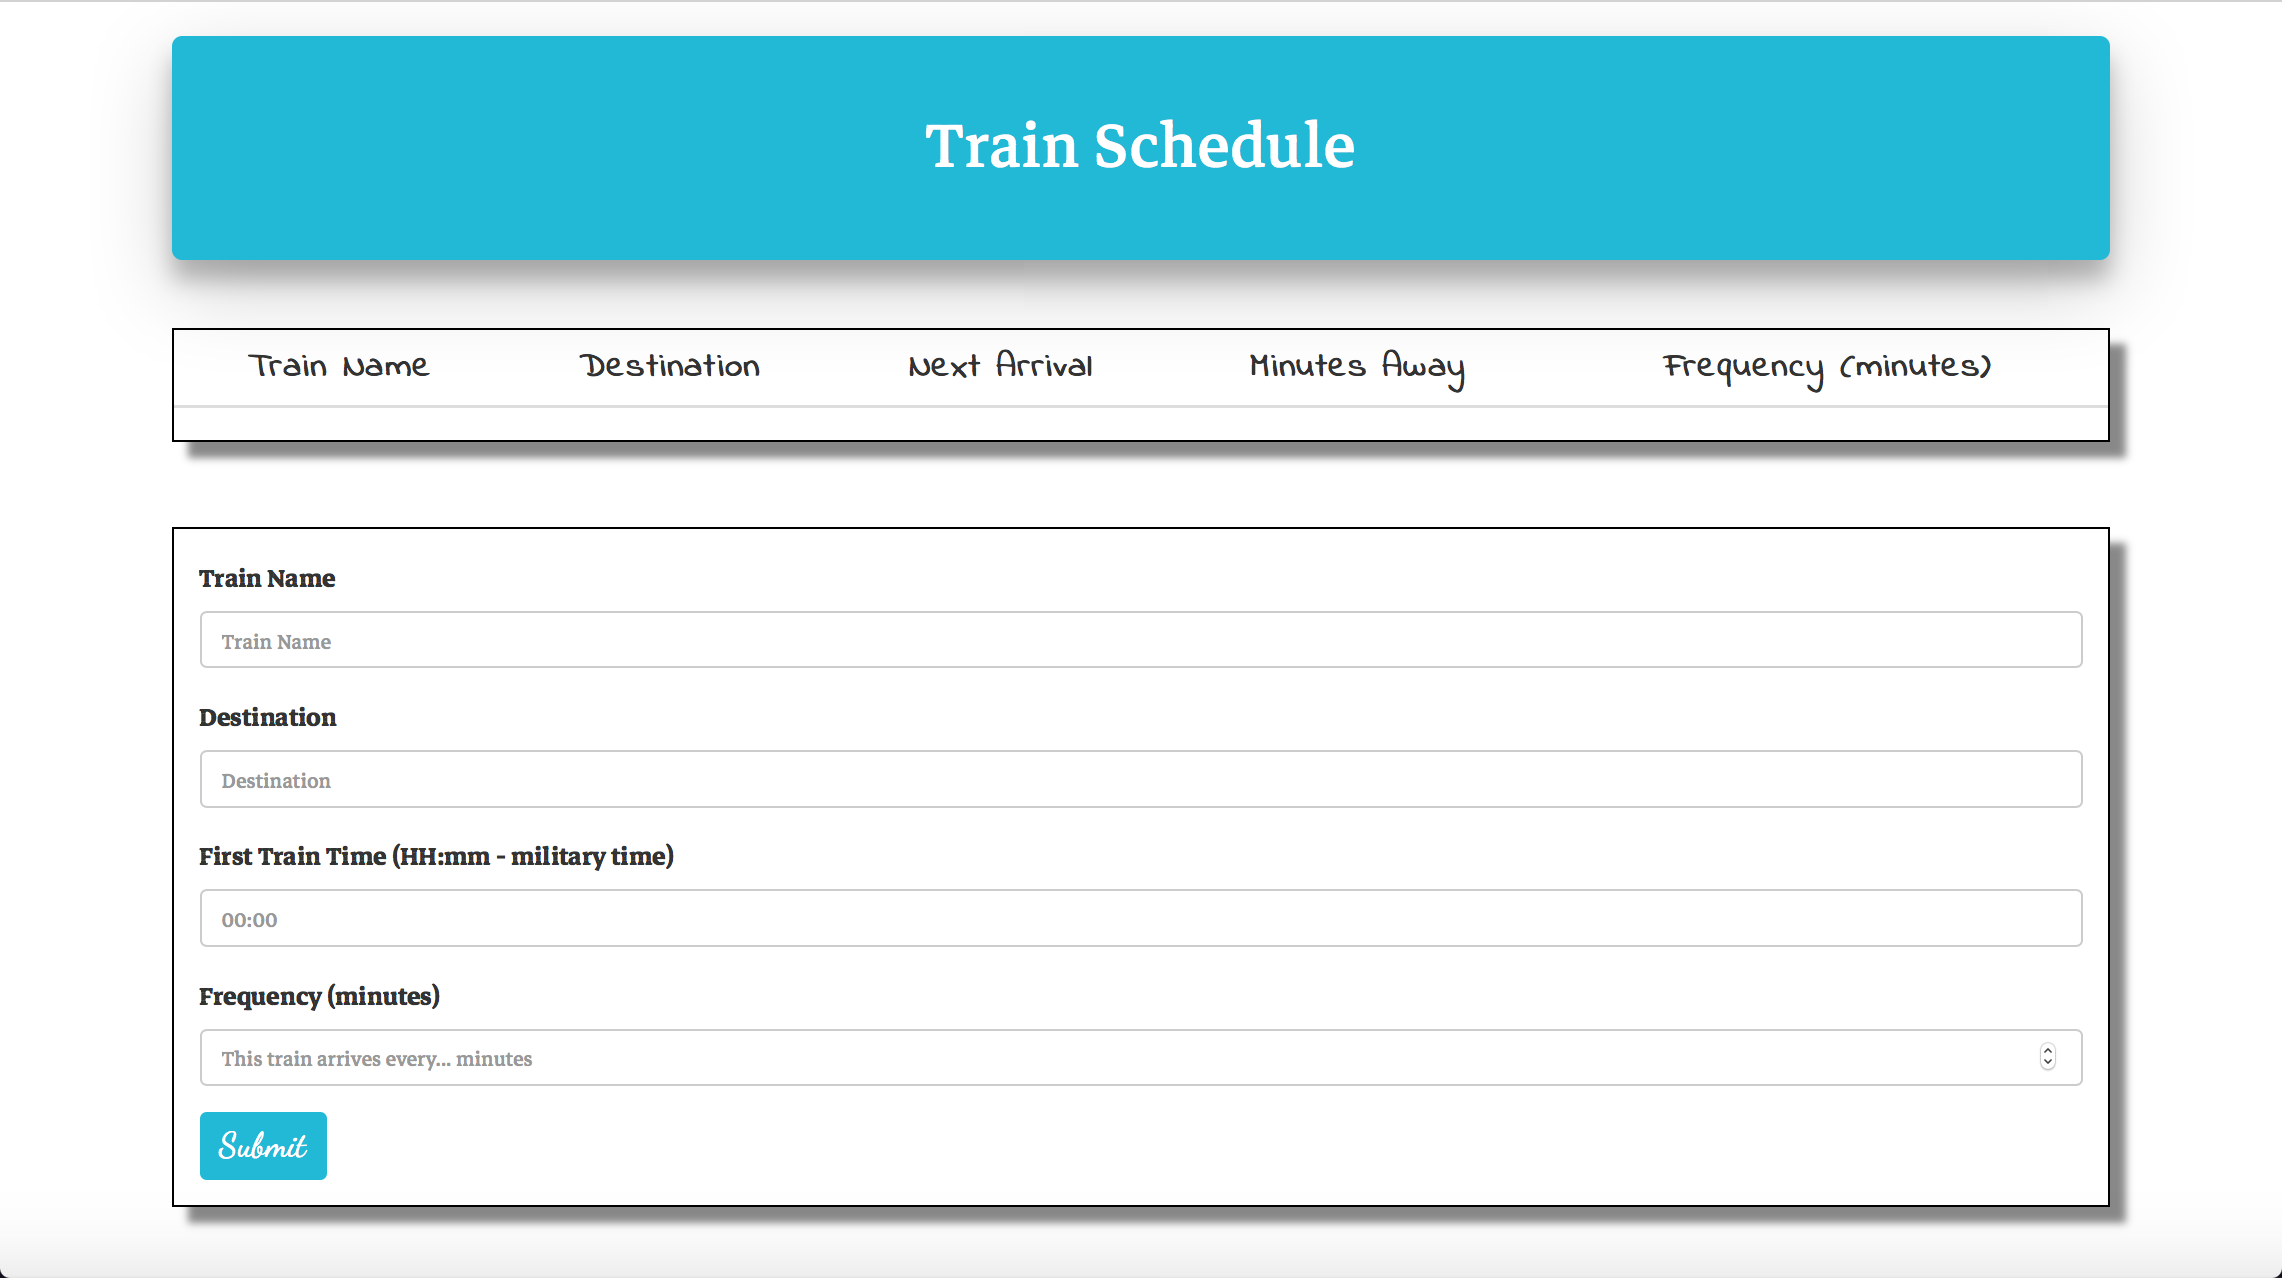 Train Schedule
Train Name Destination Next Arrival Minutes Away Frequency (minutes)
Train Name
Train Name
Destination
Destination
First Train Time (HH:mm - military time)
00:00
Frequency (minutes)
This train arrives every... minutes
Submit